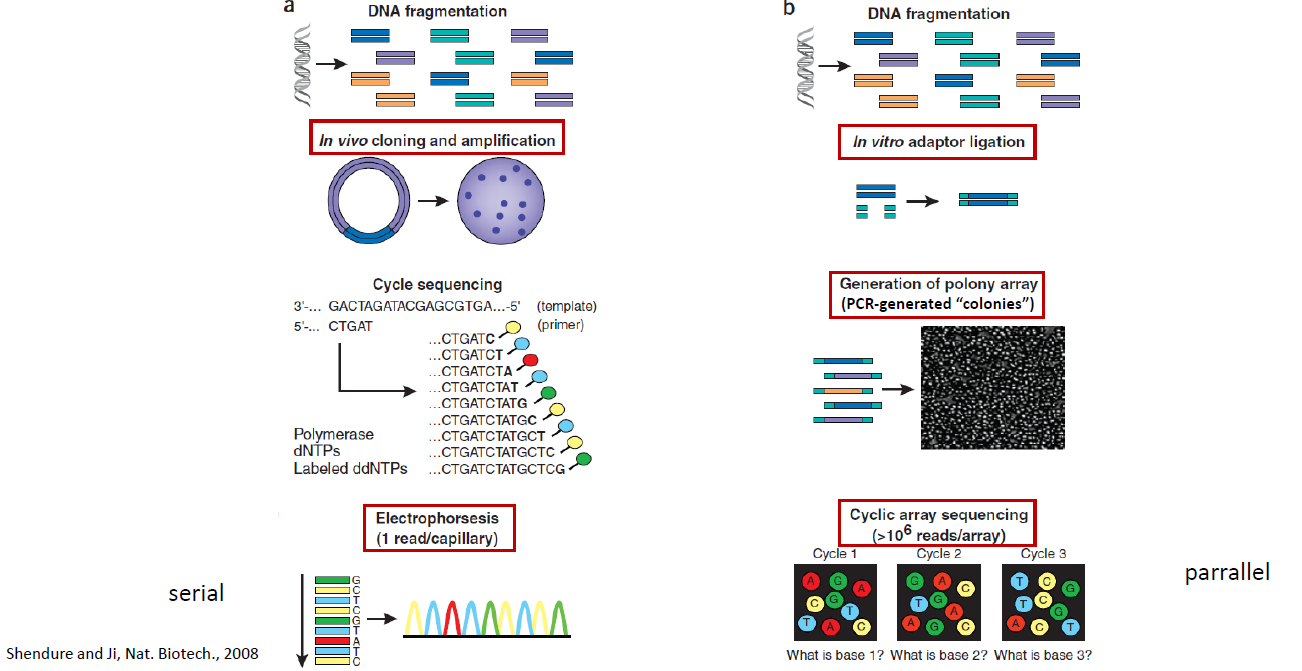 a
DNA fragmentation
In vivo cloning and amplification
Cycle sequencing
3'-... GACTAGATACGAGCGTGA...-5' (template)
5'-... CTGAT (primer)
...CTGATC
...CTGATCT
...CTGATCTA
...CTGATCTAT
...CTGATCTATG
...CTGATCTATGC
...CTGATCTATGCT
...CTGATCTATGCTC
...CTGATCTATGCTCG
Polymerase
dNTPs
Labeled ddNTPs
Electrophorsesis
(1 read/capillary)
serial
G
C
T
C
G
T
A
T
C
Shendure and Ji, Nat. Biotech., 2008
b
DNA fragmentation
In vitro adaptor ligation
Generation of polony array
(PCR-generated “colonies”)
Cyclic array sequencing
(>10⁶ reads/array)
Cycle 1 Cycle 2 Cycle 3
A G A
C G T
T A C
G A C
T G A
A G C
T C G
T C G
A C T
What is base 1? What is base 2? What is base 3?
parrallel